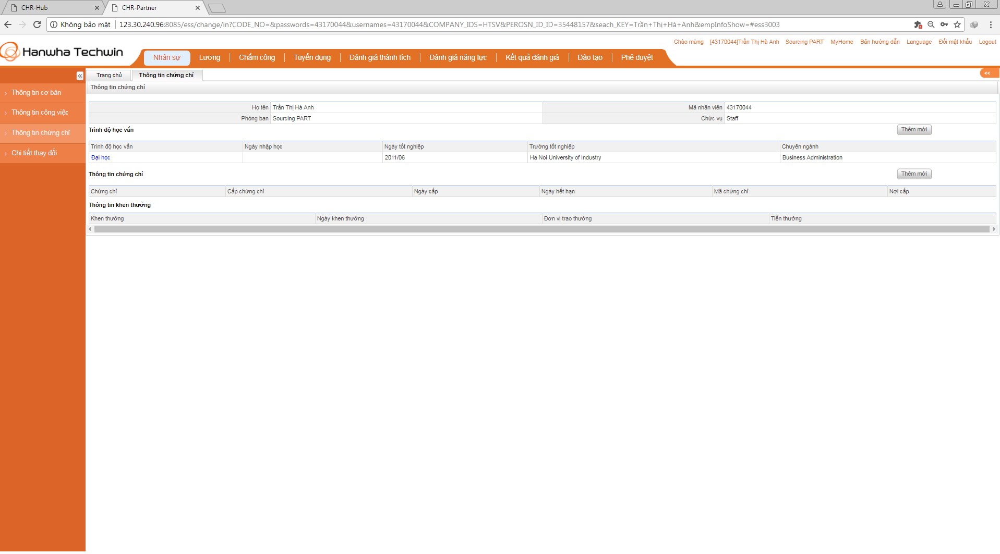 CHR-Hub
CHR-Partner
Không bảo mật
123.30.240.96:8085/ess/change/in?CODE_NO=&passwords=43170044&usernames=43170044&COMPANY_IDS=HTSV&PEROSN_ID_ID=35448157&seach_KEY=Trần+Thị+Hà+Anh&empInfoShow=#ess3003
Chào mừng [43170044]Trần Thị Hà Anh Sourcing PART MyHome Bản hướng dẫn Language Đổi mật khẩu Logout
Hanwha Techwin
Nhân sự Lương Chấm công Tuyển dụng Đánh giá thành tích Đánh giá năng lực Kết quả đánh giá Đào tạo Phê duyệt
Trang chủ Thông tin chứng chỉ
<<
Thông tin cơ bản
Thông tin công việc
Thông tin chứng chỉ
Chi tiết thay đổi
Thông tin chứng chỉ
Họ tên Trần Thị Hà Anh Mã nhân viên 43170044
Phòng ban Sourcing PART Chức vụ Staff
Trình độ học vấn Thêm mới
Trình độ học vấn Ngày nhập học Ngày tốt nghiệp Trường tốt nghiệp Chuyên ngành
Đại học 2011/06 Ha Noi University of Industry Business Administration
Thông tin chứng chỉ Thêm mới
Chứng chỉ Cấp chứng chỉ Ngày cấp Ngày hết hạn Mã chứng chỉ Nơi cấp
Thông tin khen thưởng
Khen thưởng Ngày khen thưởng Đơn vị trao thưởng Tiền thưởng